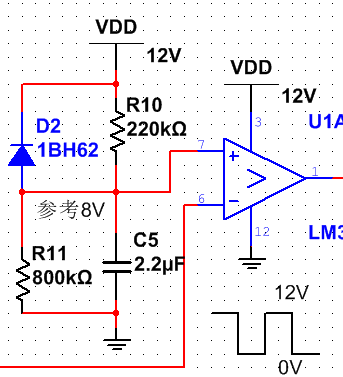 VDD
12V
VDD
R10
220kΩ
12V
3
U1A
D2
1BH62
7
1
6
参考8V
12
LM3
R11
800kΩ
C5
2.2µF
12V
0V